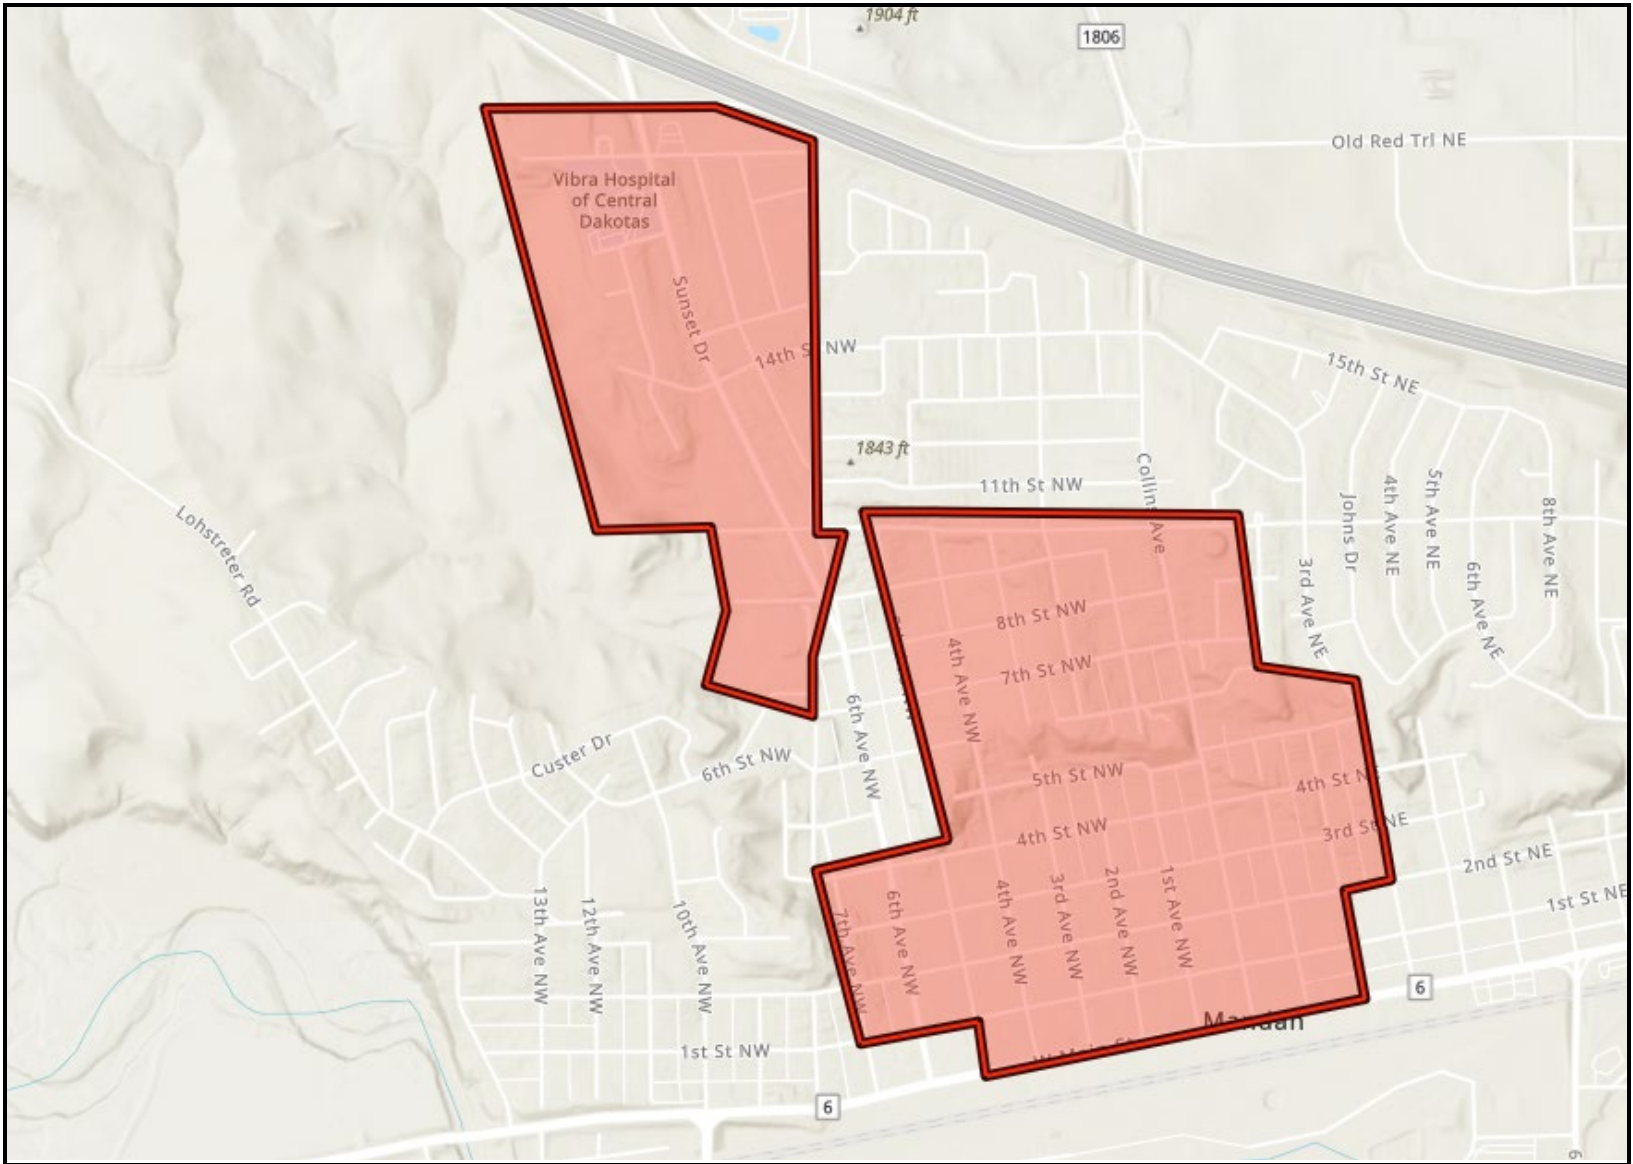 1904 ft
1806
Old Red Trl NE
Vibra Hospital
of Central
Dakotas
Sunset Dr
14th St NW
15th St NE
1843 ft
11th St NW
Collins Ave
Lohstreter Rd
Johns Dr
4th Ave NE
5th Ave NE
8th Ave NE
3rd Ave NE
6th Ave NE
8th St NW
7th St NW
4th Ave NW
6th Ave NW
Custer Dr
6th St NW
5th St NW
4th St NE
4th St NW
3rd St NE
2nd St NE
1st St NE
13th Ave NW
12th Ave NW
10th Ave NW
7th Ave NW
6th Ave NW
4th Ave NW
3rd Ave NW
2nd Ave NW
1st Ave NW
6
Mandan
W Main St
1st St NW
6
6